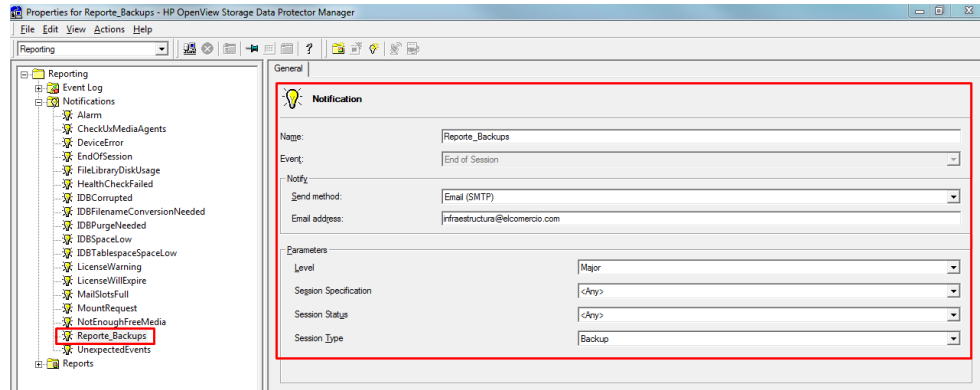 Properties for Reporte_Backups - HP OpenView Storage Data Protector Manager
File Edit View Actions Help
Reporting
Reporting
Event Log
Notifications
Alarm
CheckUxMediaAgents
DeviceError
EndOfSession
FileLibraryDiskUsage
HealthCheckFailed
IDBCorrupted
IDBFilenameConversionNeeded
IDBPurgeNeeded
IDBSpaceLow
IDBTablespaceSpaceLow
LicenseWarning
LicenseWillExpire
MailSlotsFull
MountRequest
NotEnoughFreeMedia
Reporte_Backups
UnexpectedEvents
Reports
General
Notification
Name: Reporte_Backups
Event: End of Session
Notify
Send method: Email (SMTP)
Email address: infraestructura@elcomercio.com
Parameters
Level Major
Session Specification <Any>
Session Status <Any>
Session Type Backup